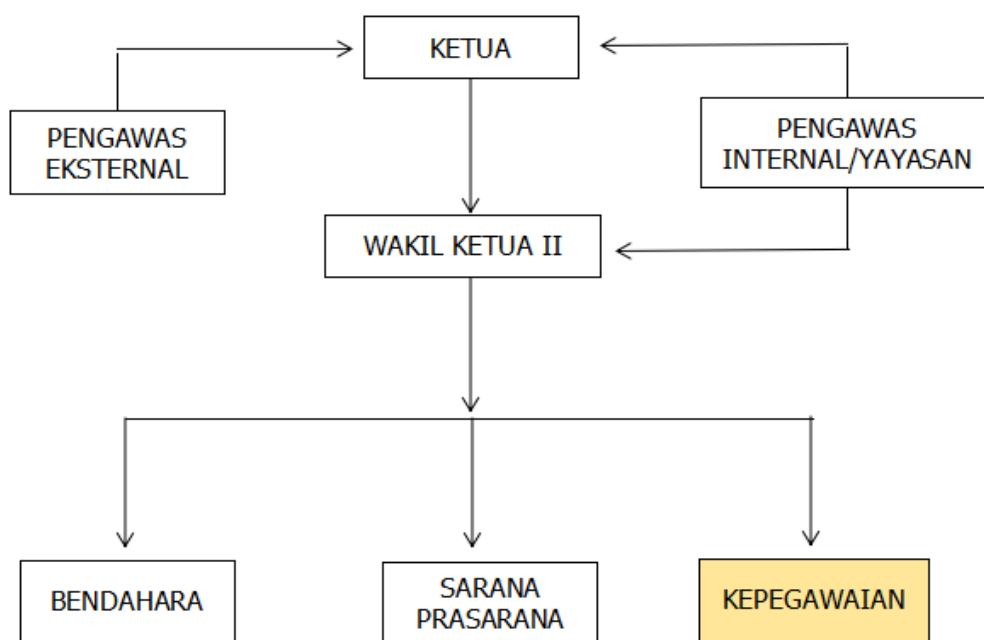 KETUA
PENGAWAS
EKSTERNAL
PENGAWAS
INTERNAL/YAYASAN
WAKIL KETUA II
BENDAHARA
SARANA
PRASARANA
KEPEGAWAIAN